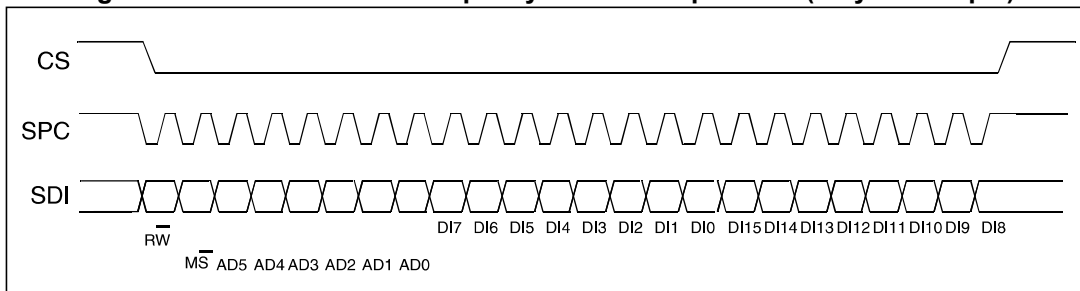 CS
SPC
SDI
DI7 DI6 DI5 DI4 DI3 DI2 DI1 DI0 DI15 DI14 DI13 DI12 DI11 DI10 DI9 DI8
RW
MS AD5 AD4 AD3 AD2 AD1 AD0